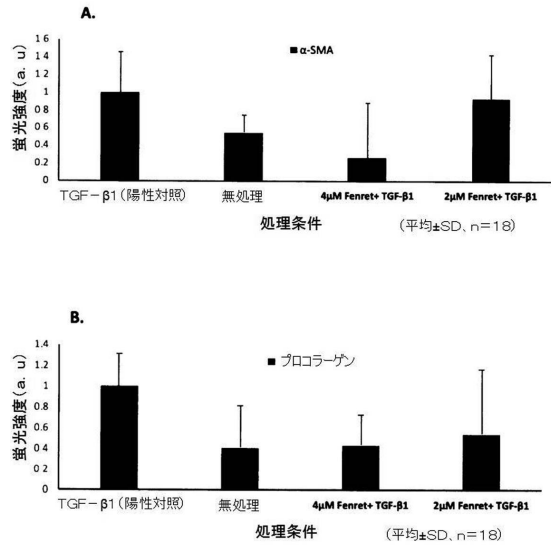 A.
蛍光強度(a. u)
1 6
1 4
1 2
1
0 8
0 6
0 4
0.2
0
■ α-SMA
TGF－β1（陽性対照）
無処理
4μM Fenret+ TGF-β1
2μM Fenret+ TGF-β1
処理条件
（平均±SD、n＝18）
B.
蛍光強度(a. u)
1.4
1.2
1
0.8
0.6
0.4
0.2
0
■ プロコラーゲン
TGF－β1（陽性対照）
無処理
4μM Fenret+ TGF-β1
2μM Fenret+ TGF-β1
処理条件
（平均±SD、n＝18）